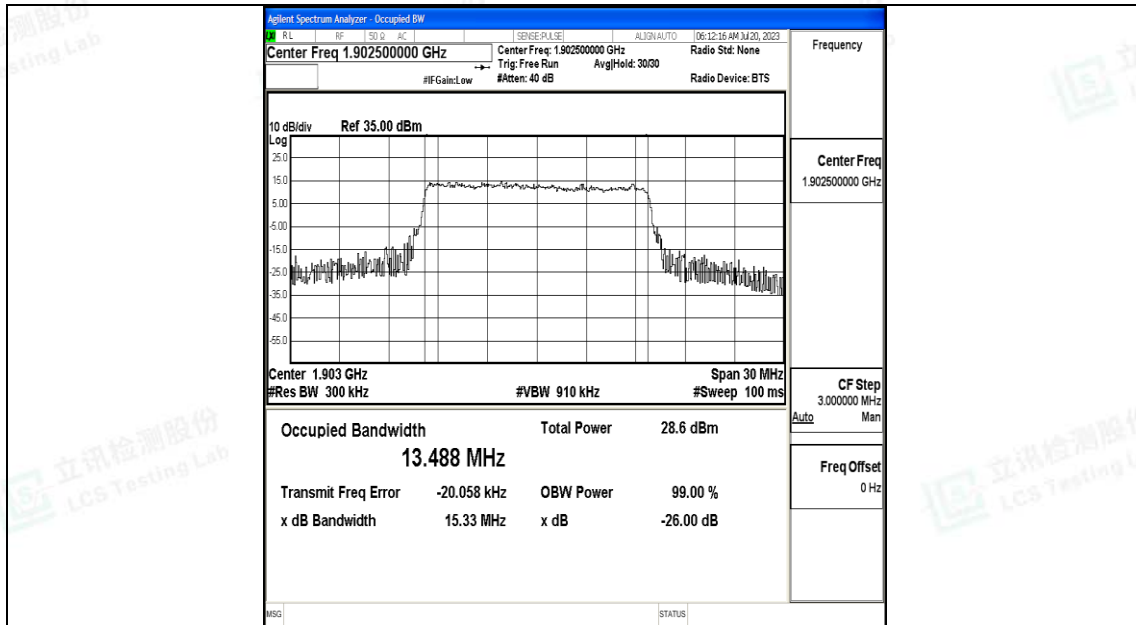 Agilent Spectrum Analyzer - Occupied BW
RL RF 50 Ω AC SENSE:PULSE ALIGN AUTO 06:12:16 AM Jul 20, 2023
Center Freq 1.902500000 GHz
Center Freq: 1.902500000 GHz Radio Std: None
Trig: Free Run Avg|Hold: 30/30
#IFGain:Low #Atten: 40 dB Radio Device: BTS
Frequency
10 dB/div Ref 35.00 dBm
Log
25.0
15.0
5.00
-5.00
-15.0
-25.0
-35.0
-45.0
-55.0
Center Freq
1.902500000 GHz
Center 1.903 GHz Span 30 MHz
#Res BW 300 kHz #VBW 910 kHz #Sweep 100 ms
CF Step
3.000000 MHz
Auto Man
Occupied Bandwidth Total Power 28.6 dBm
13.488 MHz
Transmit Freq Error -20.058 kHz OBW Power 99.00 %
x dB Bandwidth 15.33 MHz x dB -26.00 dB
Freq Offset
0 Hz
MSG STATUS
立讯检测股份
LCS Testing Lab
立讯检测股份
LCS Testing